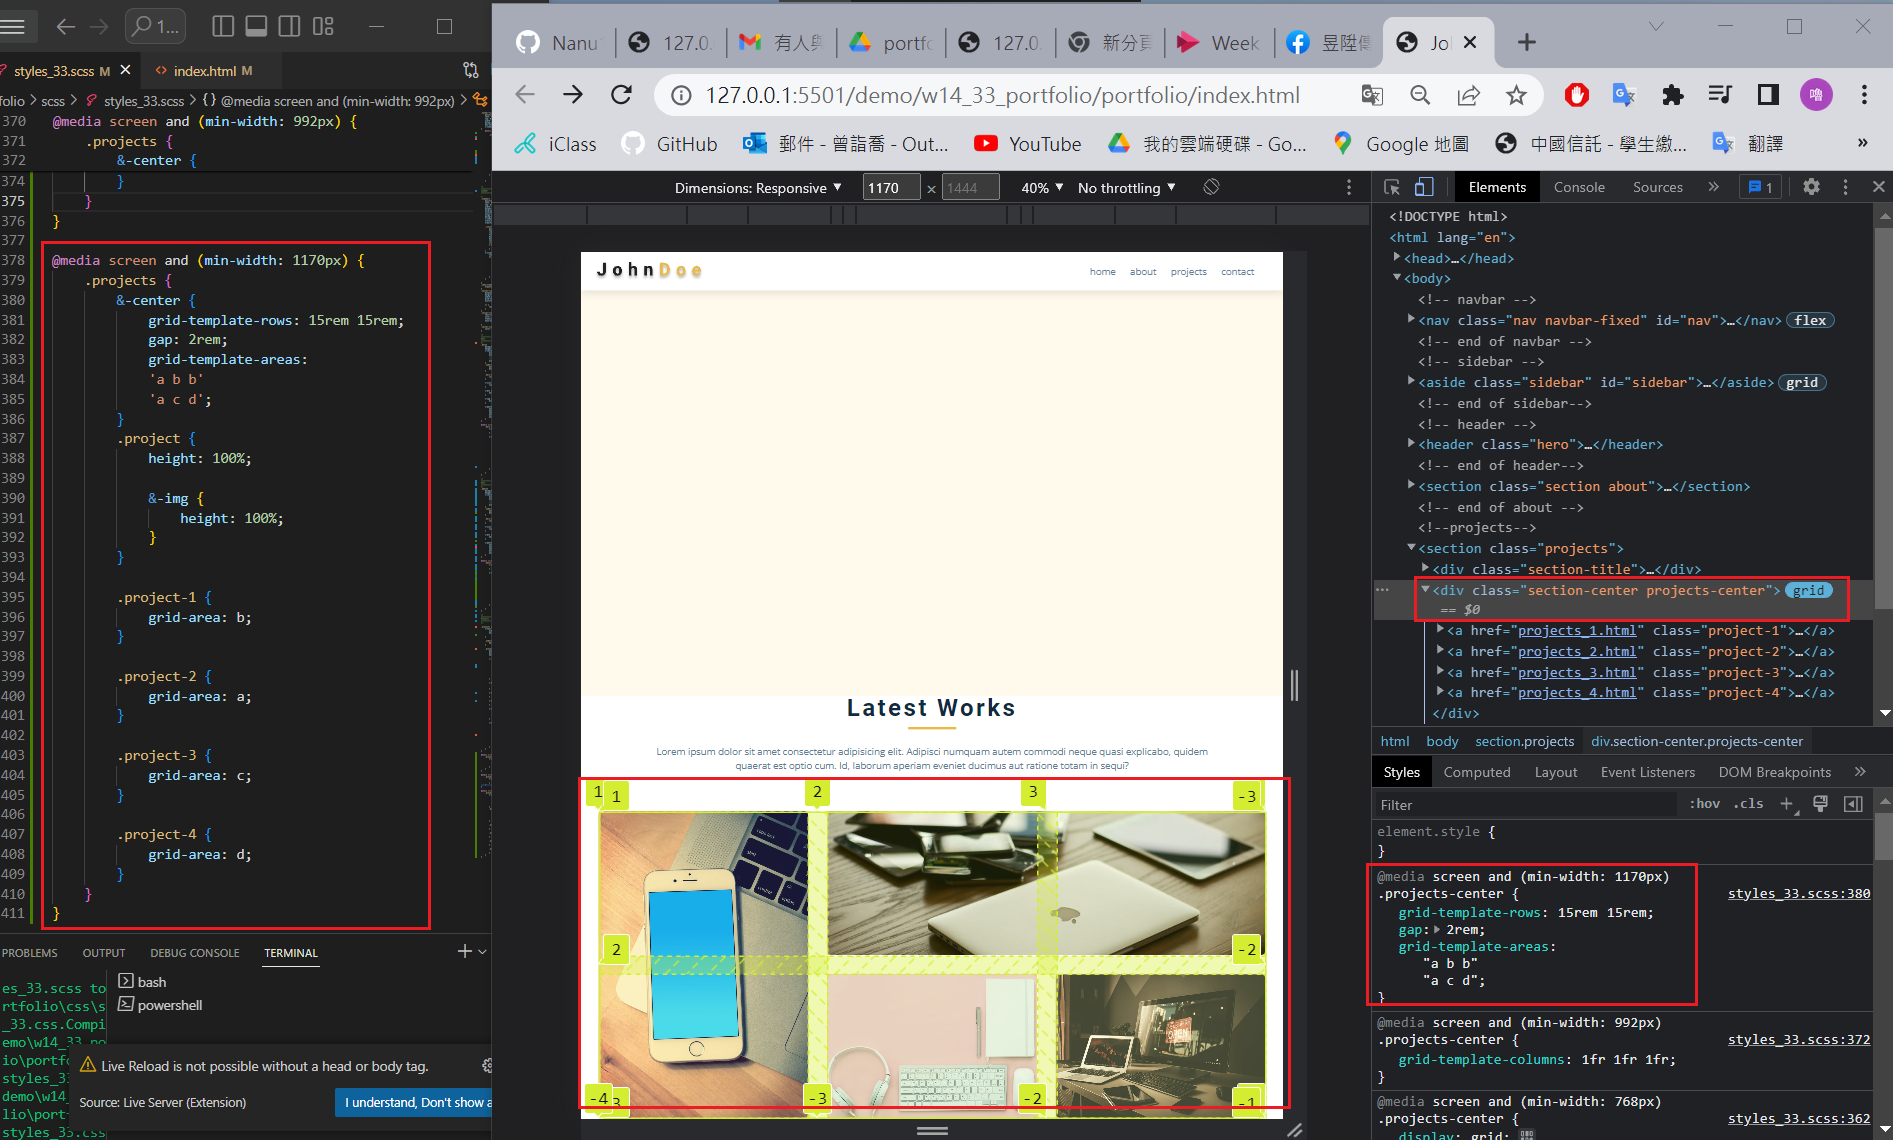 1...
styles_33.scss M
index.html M
folio > scss > styles_33.scss > {} @media screen and (min-width: 992px) >
370 @media screen and (min-width: 992px) {
371 .projects {
372 &-center {
374 }
375 }
376 }
377
378 @media screen and (min-width: 1170px) {
379 .projects {
380 &-center {
381 grid-template-rows: 15rem 15rem;
382 gap: 2rem;
383 grid-template-areas:
384 'a b b'
385 'a c d';
386 }
387 .project {
388 height: 100%;
389
390 &-img {
391 height: 100%;
392 }
393 }
394
395 .project-1 {
396 grid-area: b;
397 }
398
399 .project-2 {
400 grid-area: a;
401 }
402
403 .project-3 {
404 grid-area: c;
405 }
406
407 .project-4 {
408 grid-area: d;
409 }
410 }
411 }
PROBLEMS OUTPUT DEBUG CONSOLE TERMINAL
es_33.scss to
rtfolio\css\s
_33.css.Compi
emo\w14_33_po
io\portfo
styles_33
demo\w14_
lio\port
styles_33.css
bash
powershell
Live Reload is not possible without a head or body tag.
Source: Live Server (Extension)
I understand, Don't show a
Nanu
127.0.
有人與
portfo
127.0.
新分頁
Week
昱陞傳
Jo
127.0.0.1:5501/demo/w14_33_portfolio/portfolio/index.html
嚕
iClass
GitHub
郵件 - 曾詣喬 - Out...
YouTube
我的雲端硬碟 - Go...
Google 地圖
中國信託 - 學生繳...
翻譯
»
Dimensions: Responsive ▼ 1170 × 1444 40% ▼ No throttling ▼
JohnDoe
home about projects contact
Latest Works
Lorem ipsum dolor sit amet consectetur adipisicing elit. Adipisci numquam autem commodi neque quasi explicabo, quidem
quaerat est optio cum. Id, laborum aperiam eveniet ducimus aut ratione totam in sequi?
1 1 2 3 -3
2 -2
-4 3 -3 -2 -1
Elements Console Sources » 1
<!DOCTYPE html>
<html lang="en">
<head>…</head>
<body>
<!-- navbar -->
<nav class="nav navbar-fixed" id="nav">…</nav> flex
<!-- end of navbar -->
<!-- sidebar -->
<aside class="sidebar" id="sidebar">…</aside> grid
<!-- end of sidebar-->
<!-- header -->
<header class="hero">…</header>
<!-- end of header-->
<section class="section about">…</section>
<!-- end of about -->
<!--projects-->
<section class="projects">
<div class="section-title">…</div>
<div class="section-center projects-center"> grid
== $0
<a href="projects_1.html" class="project-1">…</a>
<a href="projects_2.html" class="project-2">…</a>
<a href="projects_3.html" class="project-3">…</a>
<a href="projects_4.html" class="project-4">…</a>
</div>
html body section.projects div.section-center.projects-center
Styles Computed Layout Event Listeners DOM Breakpoints »
Filter :hov .cls +
element.style {
}
@media screen and (min-width: 1170px)
.projects-center { styles_33.scss:380
grid-template-rows: 15rem 15rem;
gap: 2rem;
grid-template-areas:
"a b b"
"a c d";
}
@media screen and (min-width: 992px)
.projects-center { styles_33.scss:372
grid-template-columns: 1fr 1fr 1fr;
}
@media screen and (min-width: 768px)
.projects-center { styles_33.scss:362
display: grid;